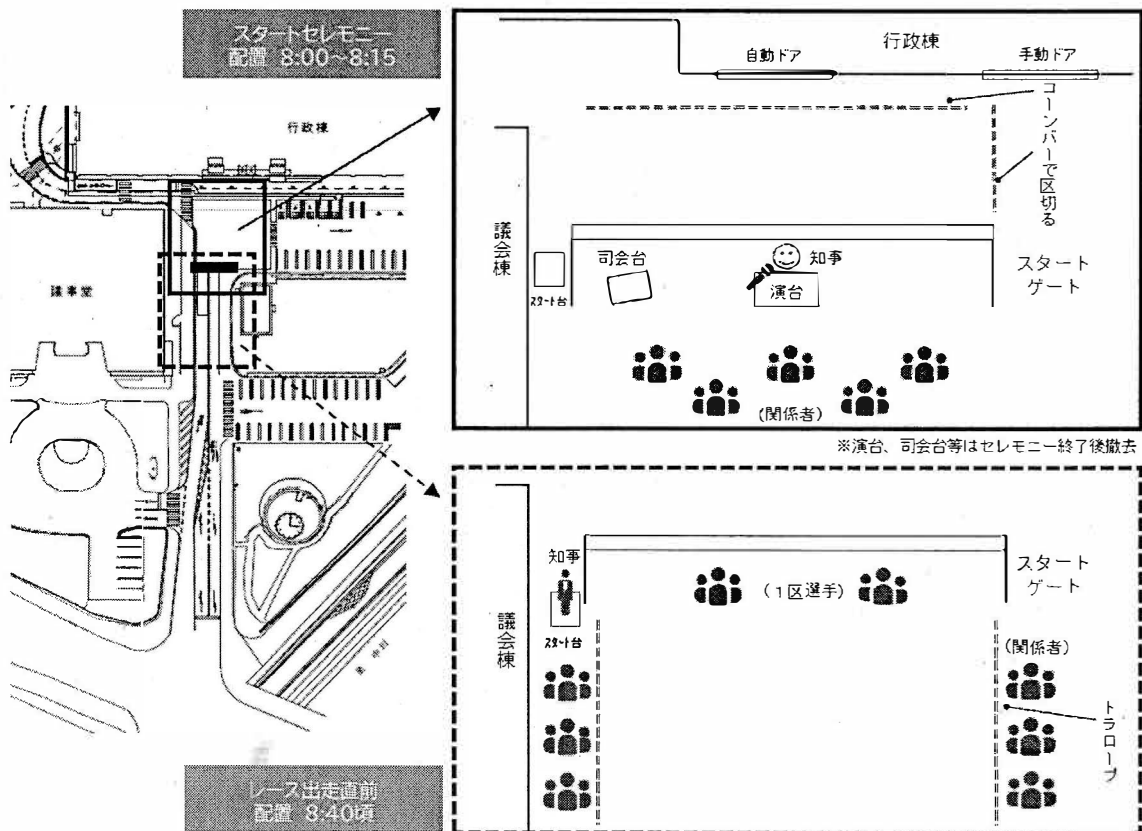 スタートセレモニー
配置 8:00~8:15
行政棟
議事堂
行政棟
自動ドア
手動ドア
コーンバーで区切る
議会棟
スタート台
司会台
知事
演台
スタート
ゲート
(関係者)
※演台、司会台等はセレモニー終了後撤去
議会棟
知事
スタート台
(1区選手)
スタート
ゲート
(関係者)
トラロープ
レース出走直前
配置 8:40頃